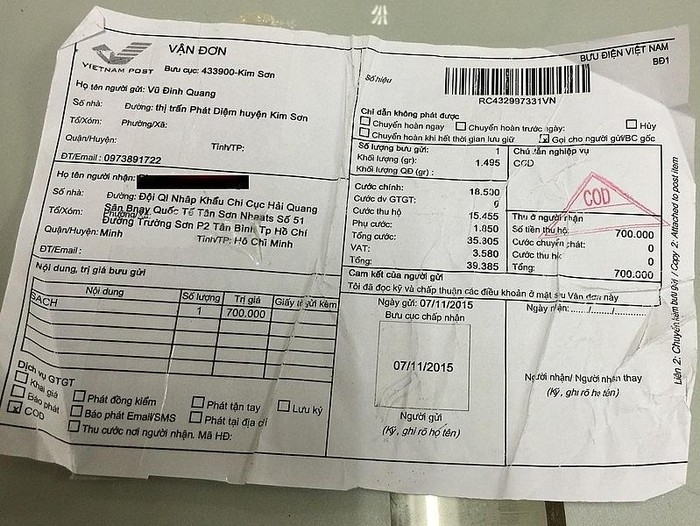 VIETNAM POST
VẬN ĐƠN
Bưu cục: 433900-Kim Sơn
Họ tên người gửi: Vũ Đình Quang
Số nhà: Đường: thị trấn Phát Diệm huyện Kim Sơn
Tổ/Xóm: Phường/Xã:
Quận/Huyện: Tỉnh/TP:
ĐT/Email: 0973891722
Họ tên người nhận:
Số nhà: Đường: Đội QI Nhập Khẩu Chi Cục Hải Quang
Sân Bnay Quốc Tế Tân Sơn Nhaats Số 51
Tổ/Xóm: Phường/Xã:
Đường Trường Sơn P2 Tân Bình Tp Hồ Chí
Quận/Huyện: Minh Tỉnh/TP: Hồ Chí Minh
ĐT/Email :
Nội dung, trị giá bưu gửi
Nội dung Số lượng Trị giá Giấy tờ gửi kèm
SACH 1 700.000
Dịch vụ GTGT
Khai giá
Báo phát
COD
Phát đồng kiểm
Báo phát Email/SMS
Phát tận tay
Phát tại địa chỉ
Lưu ký
Thu cước nơi người nhận. Mã HĐ:
BƯU ĐIỆN VIỆT NAM
BĐ1
Số hiệu
RC432997331VN
Chỉ dẫn không phát được
Chuyển hoàn ngay
Chuyển hoàn trước ngày:
Hủy
Chuyển hoàn khi hết thời gian lưu giữ
Gọi cho người gửi/BC gốc
Số lượng bưu gửi: 1
Khối lượng (gr): 1.495
Khối lượng QĐ (gr):
Chú dẫn nghiệp vụ
COD
COD
Cước chính: 18.500
Cước dv GTGT: 0
Cước thu hộ 15.455
Phụ cước: 1.850
Tổng cước: 35.305
VAT: 3.580
Tổng: 39.385
Thu ở người nhận
Số tiền thu hộ: 700.000
Cước chuyển hoàn: 0
Cước thu hộ: 0
Tổng: 700.000
Cam kết của người gửi
Tôi đã đọc kỹ và chấp thuận các điều khoản ở mặt sau Vận đơn này
Ngày gửi: 07/11/2015
Bưu cục chấp nhận
07/11/2015
Người gửi
(Ký, ghi rõ họ tên)
Ngày nhận:...../...../.....
Người nhận/ Người nhận thay
(Ký, ghi rõ họ tên)
Liên 2: Chuyển kèm bưu gửi / Copy 2: Attached to post item